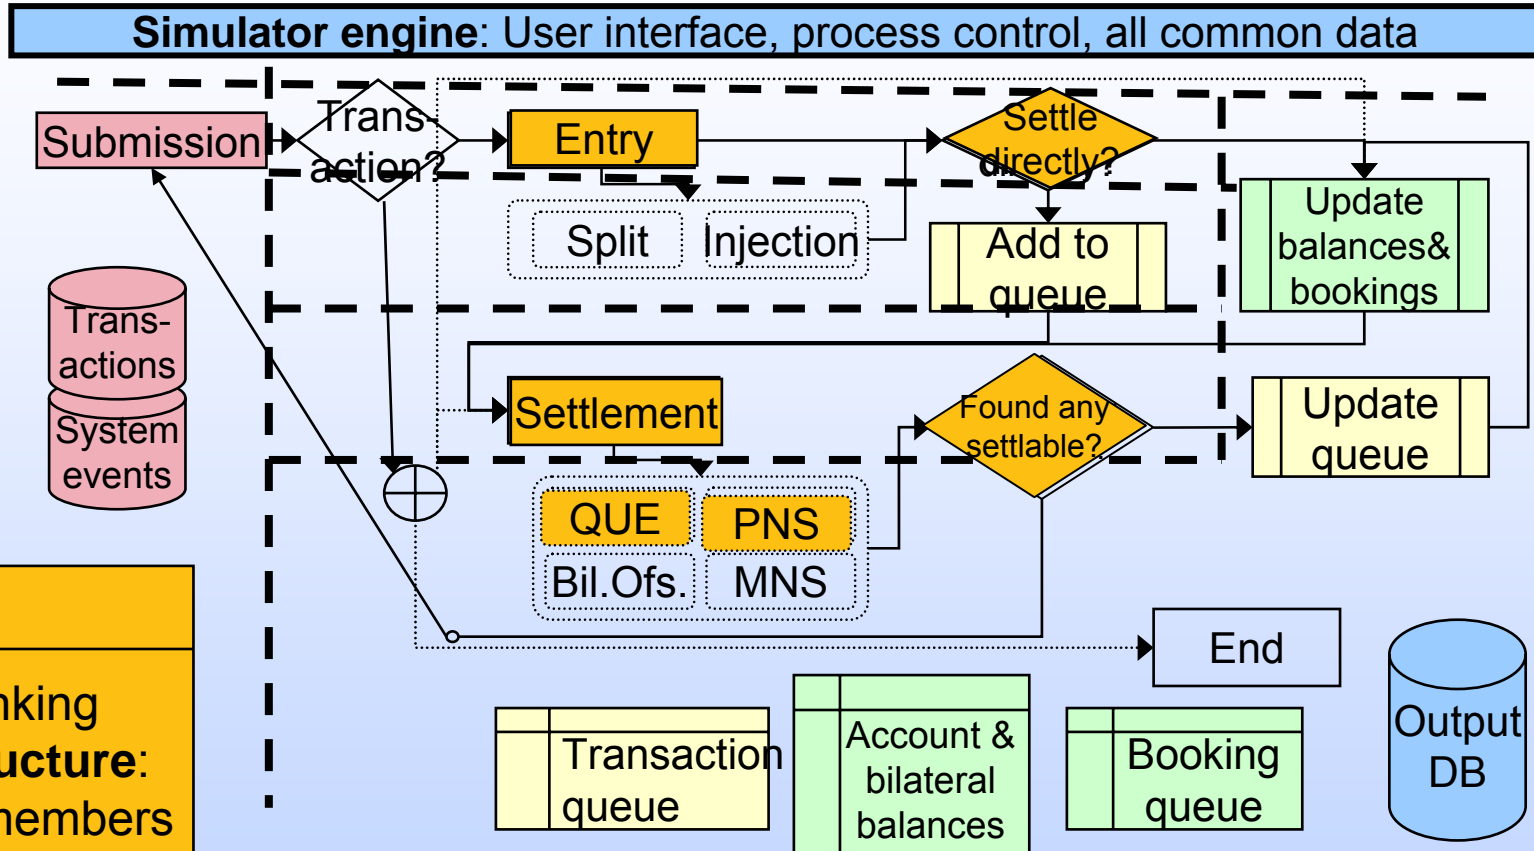 Simulator engine: User interface, process control, all common data
Submission
Trans-
action?
Entry
Settle
directly?
Split
Injection
Add to
queue
Update
balances&
bookings
Trans-
actions
System
events
Settlement
Found any
settlable?
Update
queue
QUE
PNS
Bil.Ofs.
MNS
End
nking
ucture:
nembers
Transaction
queue
Account &
bilateral
balances
Booking
queue
Output
DB